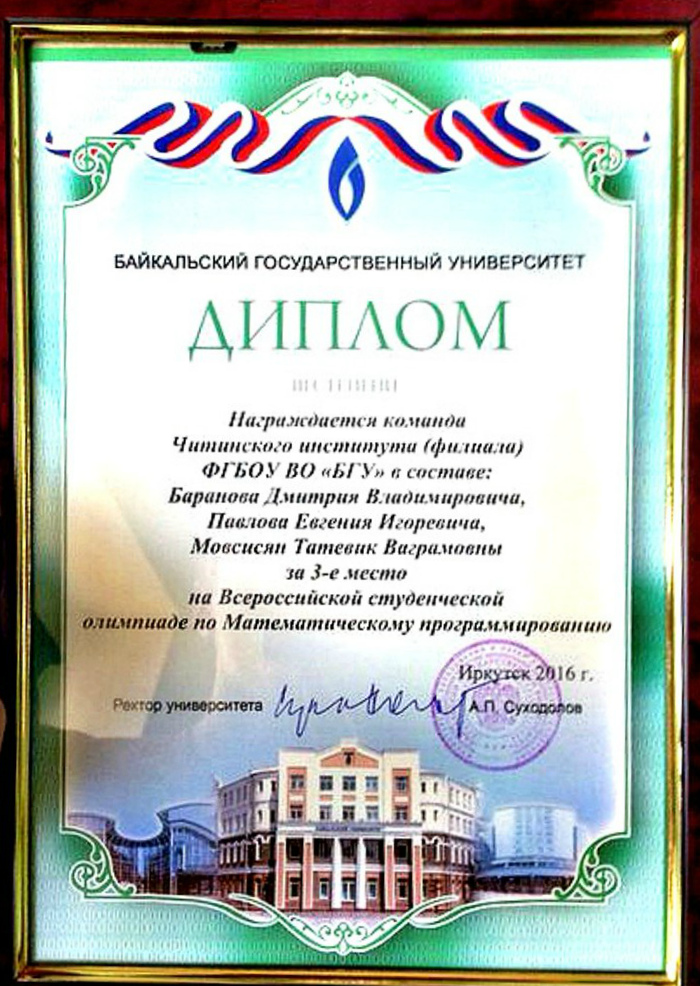 БАЙКАЛЬСКИЙ ГОСУДАРСТВЕННЫЙ УНИВЕРСИТЕТ
ДИПЛОМ
III СТЕПЕНИ
Награждается команда
Читинского института (филиала)
ФГБОУ ВО «БГУ» в составе:
Баранова Дмитрия Владимировича,
Павлова Евгения Игоревича,
Мовсисян Татевик Ваграмовны
за 3-е место
на Всероссийской студенческой
олимпиаде по Математическому программированию
Иркутск 2016 г.
Ректор университета А.П. Суходолов